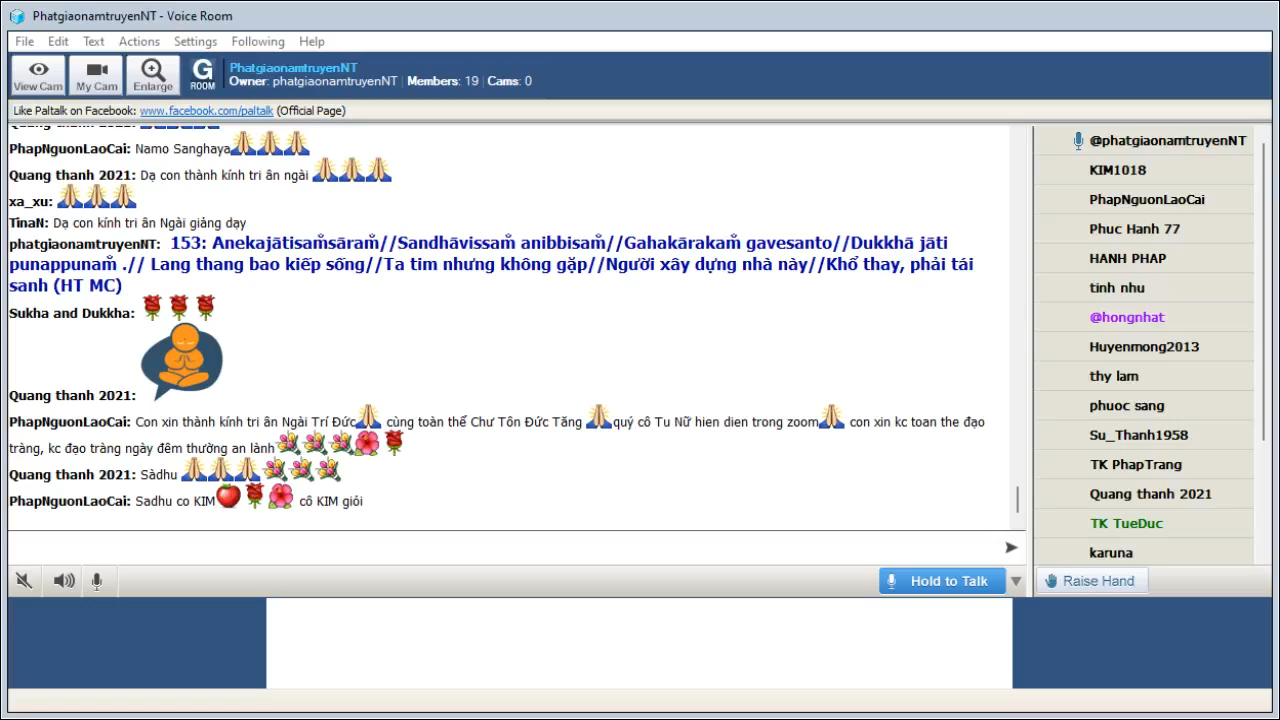 PhatgiaonamtruyenNT - Voice Room
File Edit Text Actions Settings Following Help
View Cam My Cam Enlarge G ROOM
PhatgiaonamtruyenNT
Owner: phatgiaonamtruyenNT | Members: 19 | Cams: 0
Like Paltalk on Facebook: www.facebook.com/paltalk (Official Page)
Quang thanh 2021:
PhapNguonLaoCai: Namo Sanghaya
Quang thanh 2021: Dạ con thành kính tri ân ngài
xa_xu:
TinaN: Dạ con kính tri ân Ngài giảng dạy
phatgiaonamtruyenNT: 153: Anekajātisaṁsāraṁ//Sandhāvissaṁ anibbisaṁ//Gahakārakaṁ gavesanto//Dukkhā jāti
punappunaṁ .// Lang thang bao kiếp sống//Ta tìm nhưng không gặp//Người xây dựng nhà này//Khổ thay, phải tái
sanh (HT MC)
Sukha and Dukkha:
Quang thanh 2021:
PhapNguonLaoCai: Con xin thành kính tri ân Ngài Trí Đức cùng toàn thể Chư Tôn Đức Tăng quý cô Tu Nữ hien dien trong zoom con xin kc toan the đạo
tràng, kc đạo tràng ngày đêm thường an lành
Quang thanh 2021: Sàdhu
PhapNguonLaoCai: Sadhu co KIM cô KIM giỏi
Hold to Talk
@phatgiaonamtruyenNT
KIM1018
PhapNguonLaoCai
Phuc Hanh 77
HANH PHAP
tinh nhu
@hongnhat
Huyenmong2013
thy lam
phuoc sang
Su_Thanh1958
TK PhapTrang
Quang thanh 2021
TK TueDuc
karuna
Raise Hand